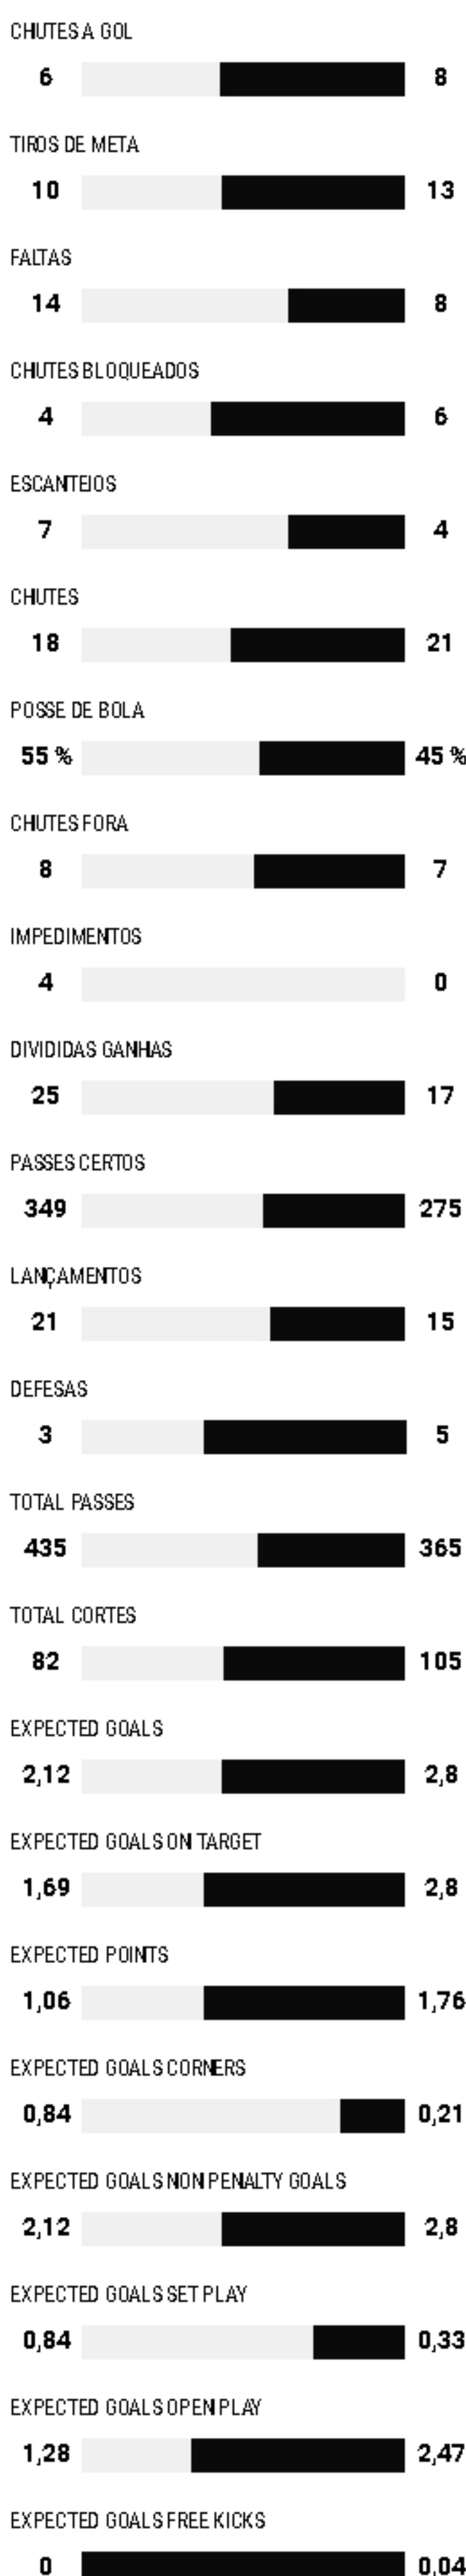 CHUTES A GOL
6 8
TIROS DE META
10 13
FALTAS
14 8
CHUTES BLOQUEADOS
4 6
ESCANTEIOS
7 4
CHUTES
18 21
POSSE DE BOLA
55 % 45 %
CHUTES FORA
8 7
IMPEDIMENTOS
4 0
DIVIDIDAS GANHAS
25 17
PASSES CERTOS
349 275
LANÇAMENTOS
21 15
DEFESAS
3 5
TOTAL PASSES
435 365
TOTAL CORTES
82 105
EXPECTED GOALS
2,12 2,8
EXPECTED GOALS ON TARGET
1,69 2,8
EXPECTED POINTS
1,06 1,76
EXPECTED GOALS CORNERS
0,84 0,21
EXPECTED GOALS NON PENALTY GOALS
2,12 2,8
EXPECTED GOALS SET PLAY
0,84 0,33
EXPECTED GOALS OPEN PLAY
1,28 2,47
EXPECTED GOALS FREE KICKS
0 0,04